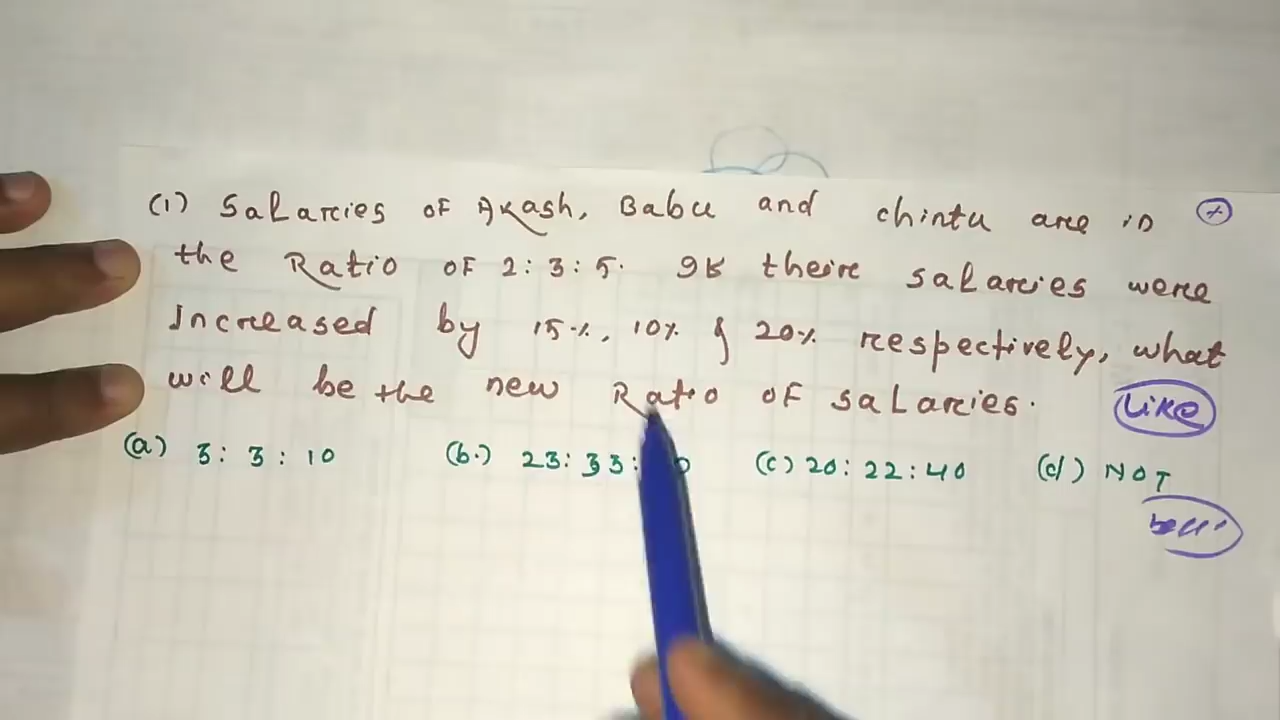 (1) Salaries of Akash, Babu and chintu are in
the Ratio of 2:3:5. If theire salaries were
Increased by 15%, 10% & 20% respectively, what
will be the new Ratio of salaries.
Like
(a) 3:3:10 (b.) 23:33: (c) 20:22:40 (d) NOT